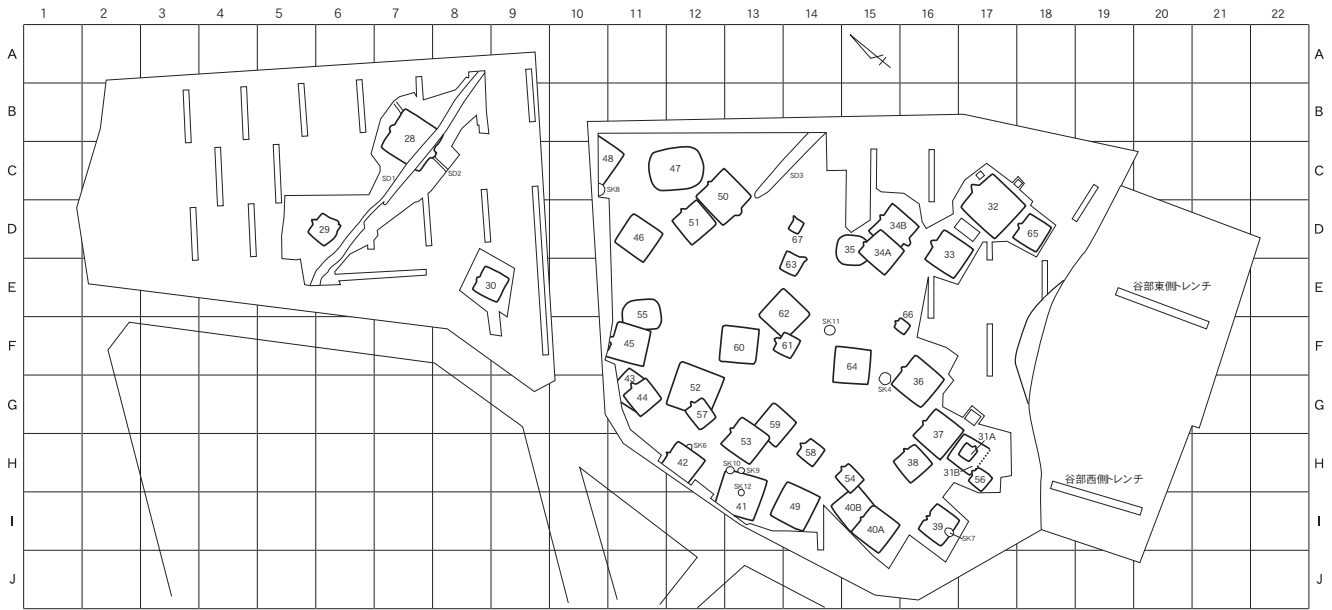 1 2 3 4 5 6 7 8 9 10 11 12 13 14 15 16 17 18 19 20 21 22
A A
B B
28
C 48 47 C
SD1 SD2 SK8 50 SD3 32
D 29 46 51 67 35 34B 34A 33 65 D
63
E 30 55 62 66 谷部東側トレンチ E
SK11
F 45 60 61 64 F
43 44 52 57 SK4 36
G 59 G
53 58 37 31A
H SK6 42 SK10 SK9 38 31B 56 H
SK12 54 谷部西側トレンチ
I 41 49 40B 40A 39 SK7 I
J J